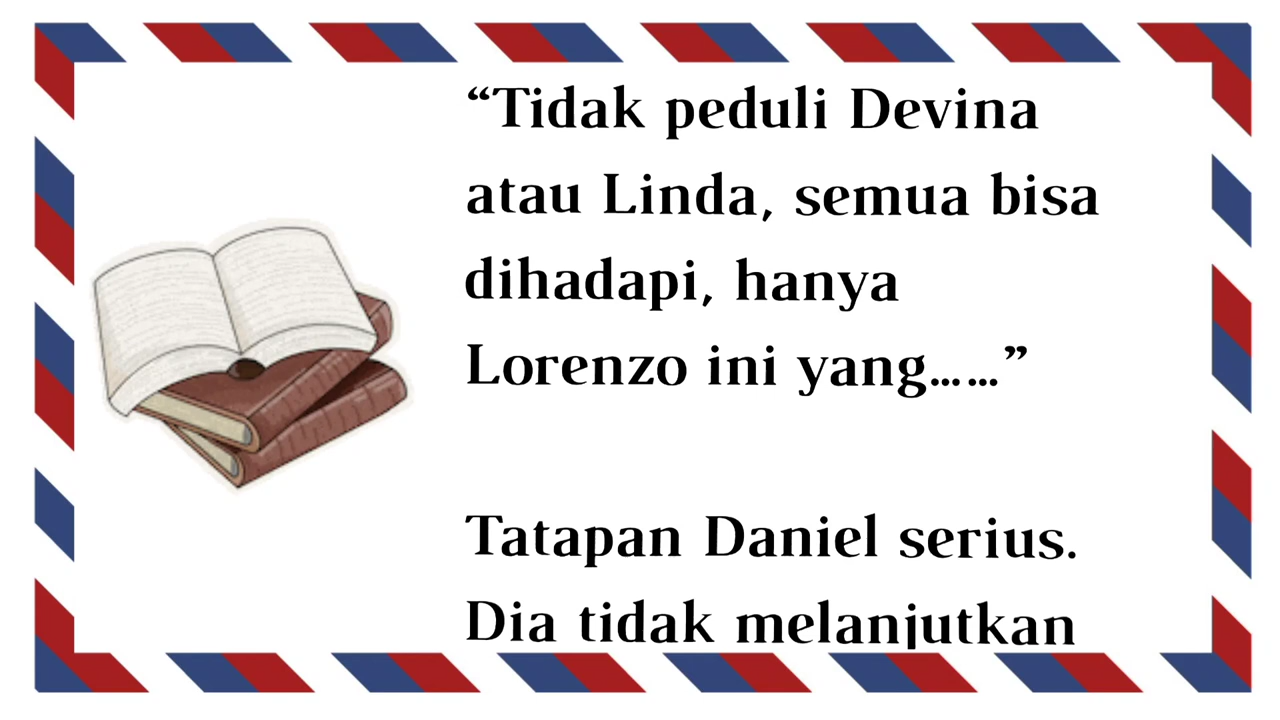 “Tidak peduli Devina
atau Linda, semua bisa
dihadapi, hanya
Lorenzo ini yang……”
Tatapan Daniel serius.
Dia tidak melanjutkan